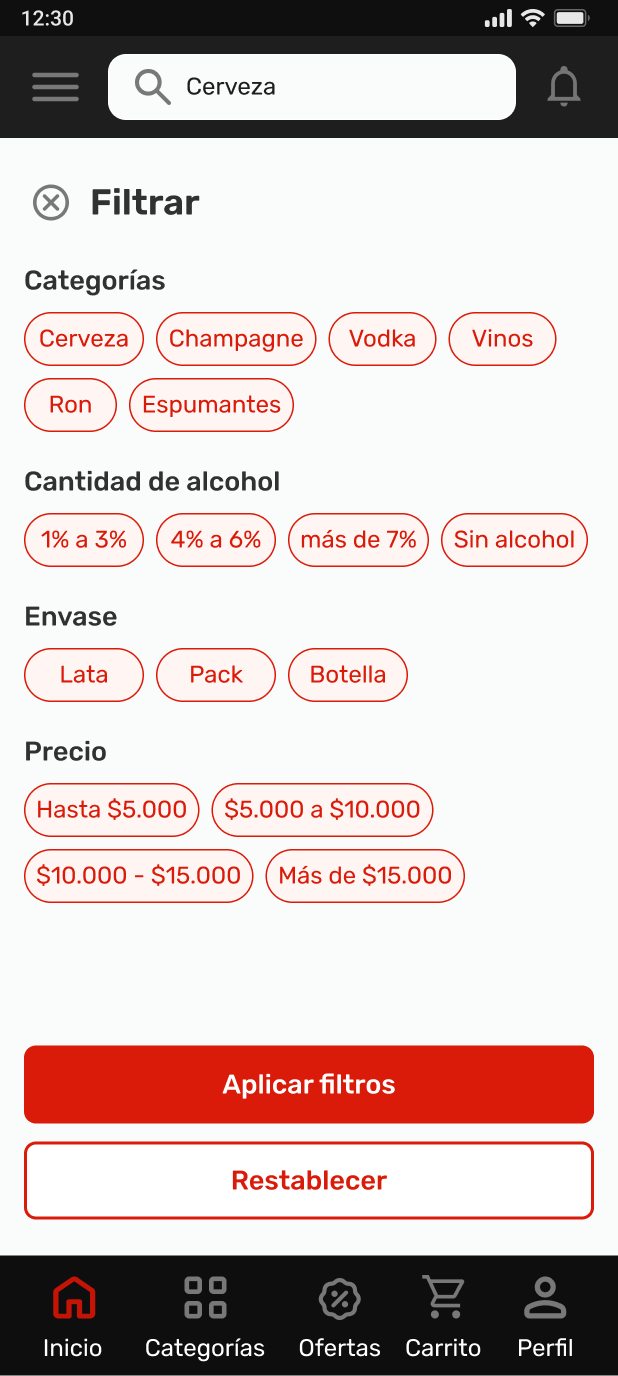 12:30
Cerveza
Filtrar
Categorías
Cerveza Champagne Vodka Vinos
Ron Espumantes
Cantidad de alcohol
1% a 3% 4% a 6% más de 7% Sin alcohol
Envase
Lata Pack Botella
Precio
Hasta $5.000 $5.000 a $10.000
$10.000 - $15.000 Más de $15.000
Aplicar filtros
Restablecer
Inicio Categorías Ofertas Carrito Perfil